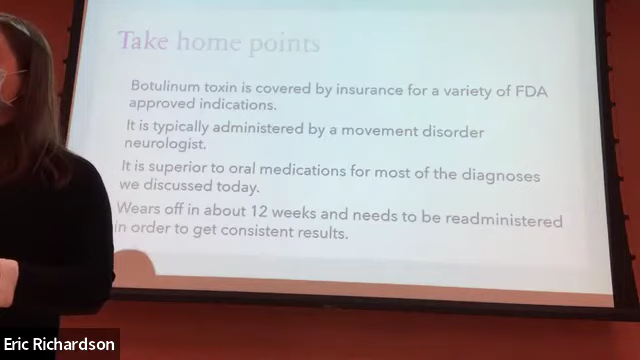 Take home points
Botulinum toxin is covered by insurance for a variety of FDA
approved indications.
It is typically administered by a movement disorder
neurologist.
It is superior to oral medications for most of the diagnoses
we discussed today.
Wears off in about 12 weeks and needs to be readministered
in order to get consistent results.
Eric Richardson